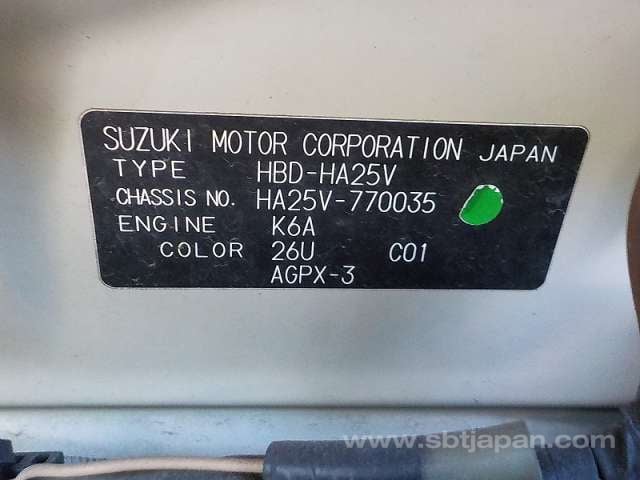 SUZUKI MOTOR CORPORATION JAPAN
TYPE HBD-HA25V
CHASSIS NO. HA25V-770035
ENGINE K6A
COLOR 26U C01
AGPX-3
www.sbtjapan.com